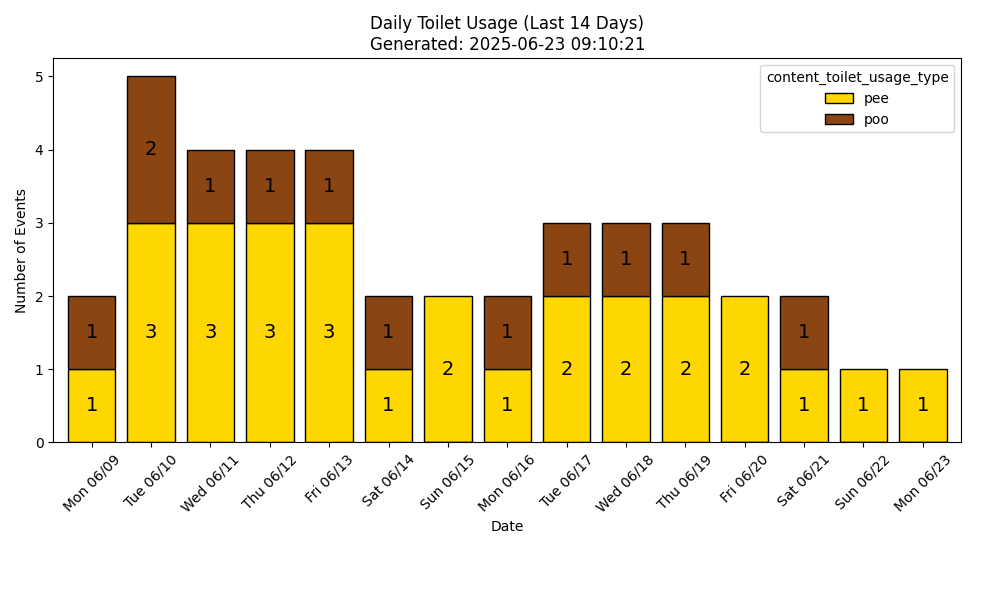 Daily Toilet Usage (Last 14 Days)
Generated: 2025-06-23 09:10:21
content_toilet_usage_type
pee
poo
Number of Events
5
4
3
2
1
0
2
1 1 1
1 1 1
1 1 1 1
1 3 3 3 3 1 2 1 2 2 2 2 1 1 1
Mon 06/09
Tue 06/10
Wed 06/11
Thu 06/12
Fri 06/13
Sat 06/14
Sun 06/15
Mon 06/16
Tue 06/17
Wed 06/18
Thu 06/19
Fri 06/20
Sat 06/21
Sun 06/22
Mon 06/23
Date